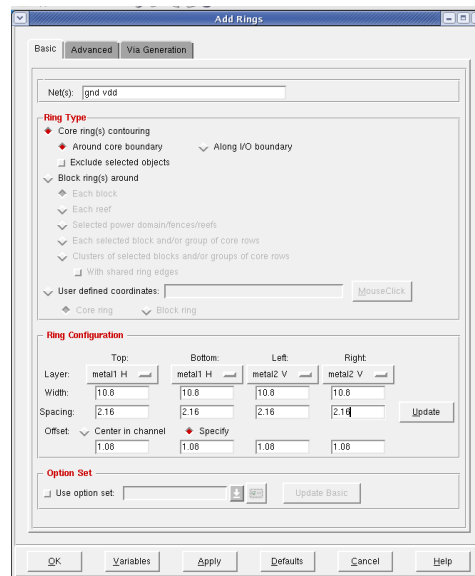 Add Rings
Basic Advanced Via Generation
Net(s): gnd vdd
Ring Type
Core ring(s) contouring
Around core boundary Along I/O boundary
Exclude selected objects
Block ring(s) around
Each block
Each reef
Selected power domain/fences/reefs
Each selected block and/or group of core rows
Clusters of selected blocks and/or groups of core rows
With shared ring edges
User defined coordinates: MouseClick
Core ring Block ring
Ring Configuration
Top: Bottom: Left: Right:
Layer: metal1 H metal1 H metal2 V metal2 V
Width: 10.8 10.8 10.8 10.8
Spacing: 2.16 2.16 2.16 2.16 Update
Offset: Center in channel Specify
1.08 1.08 1.08 1.08
Option Set
Use option set: Update Basic
OK Variables Apply Defaults Cancel Help